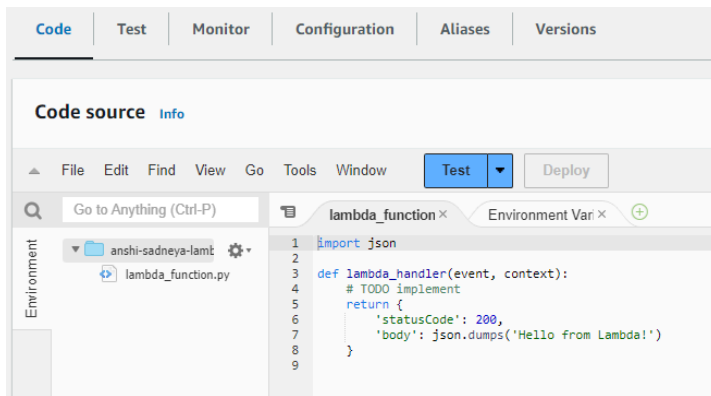 Code Test Monitor Configuration Aliases Versions
Code source Info
File Edit Find View Go Tools Window Test Deploy
Go to Anything (Ctrl-P) lambda_function × Environment Vari ×
Environment
anshi-sadneya-lamb
lambda_function.py
1 import json
2
3 def lambda_handler(event, context):
4     # TODO implement
5     return {
6         'statusCode': 200,
7         'body': json.dumps('Hello from Lambda!')
8     }
9